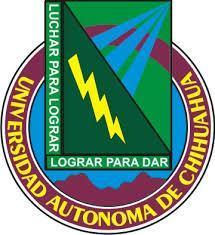 LUCHAR PARA LOGRAR
LOGRAR PARA DAR
UNIVERSIDAD AUTONOMA DE CHIHUAHUA